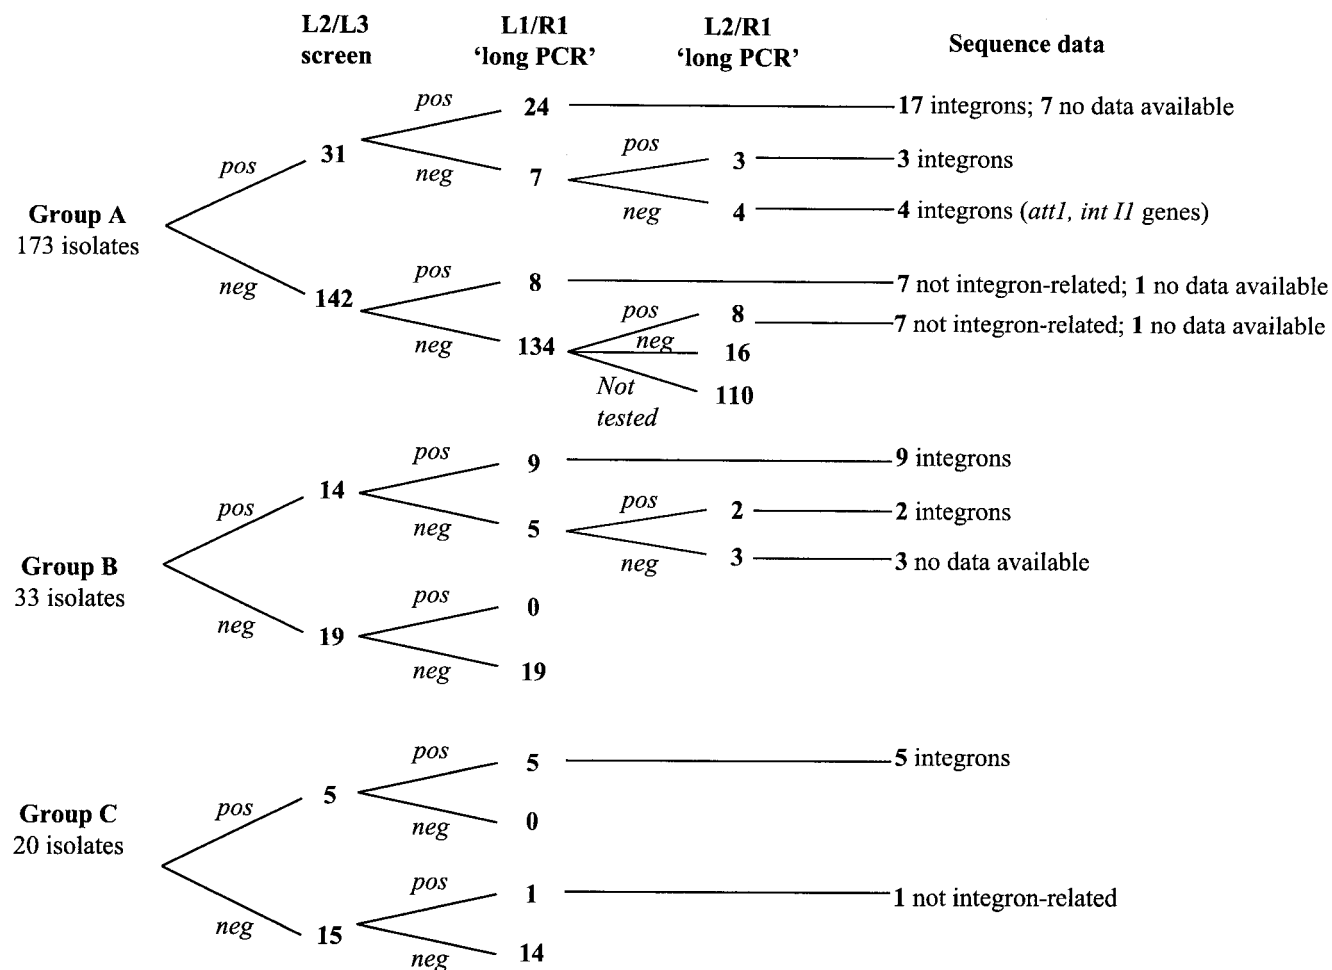 L2/L3 screen
L1/R1 ‘long PCR’
L2/R1 ‘long PCR’
Sequence data
Group A
173 isolates
pos
31
pos
24
17 integrons; 7 no data available
neg
7
pos
3
3 integrons
neg
4
4 integrons (attI, int I1 genes)
neg
142
pos
8
7 not integron-related; 1 no data available
neg
134
pos
8
7 not integron-related; 1 no data available
neg
16
Not
tested
110
Group B
33 isolates
pos
14
pos
9
9 integrons
neg
5
pos
2
2 integrons
neg
3
3 no data available
neg
19
pos
0
neg
19
Group C
20 isolates
pos
5
pos
5
5 integrons
neg
0
neg
15
pos
1
1 not integron-related
neg
14